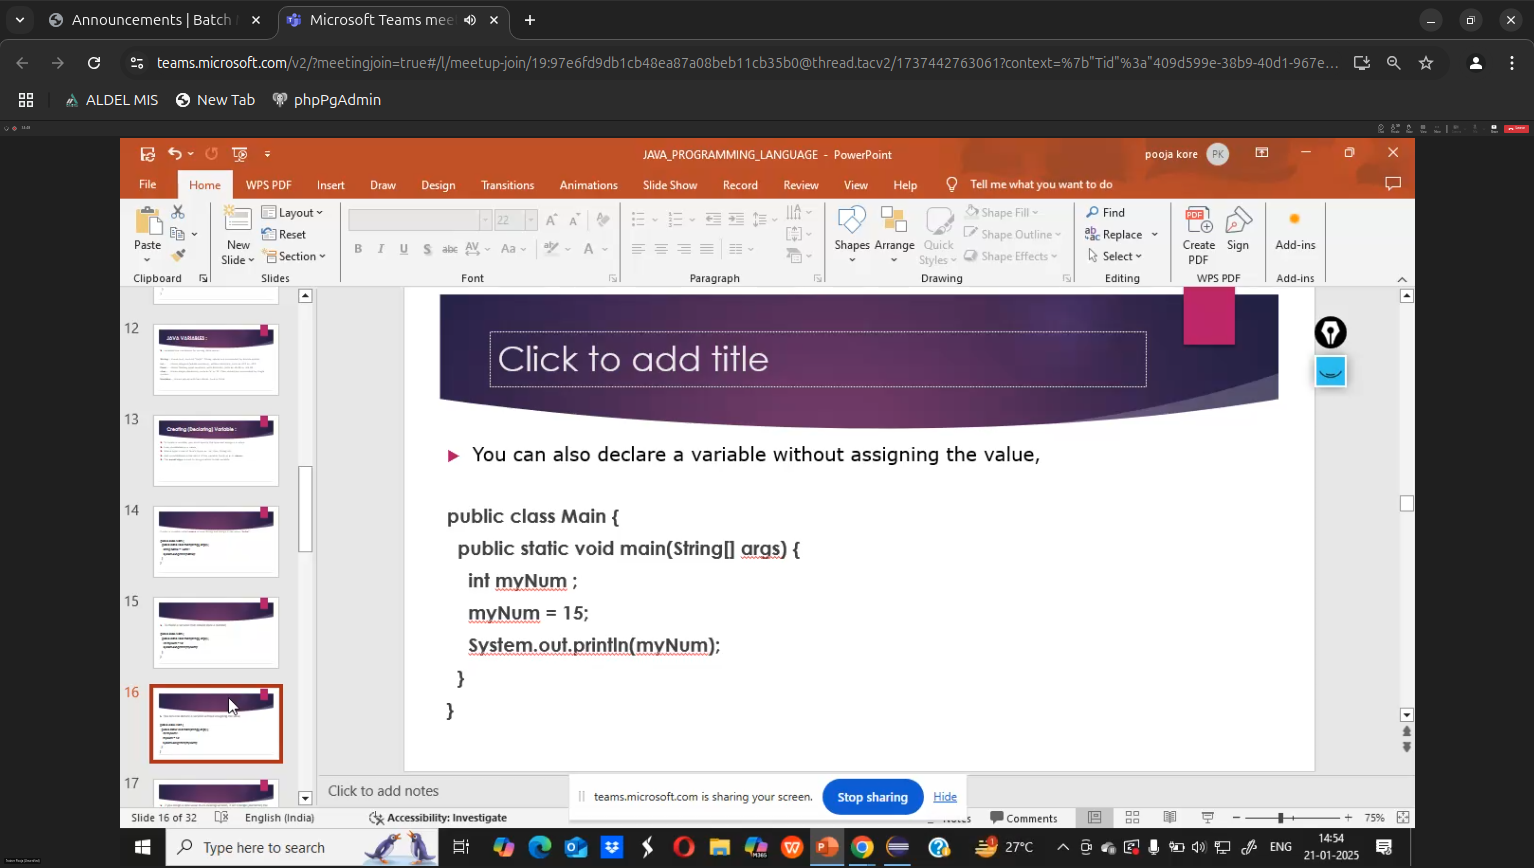 Announcements | Batch
Microsoft Teams mee
teams.microsoft.com/v2/?meetingjoin=true#/l/meetup-join/19:97e6fd9db1cb48ea87a08beb11cb35b0@thread.tacv2/1737442763061?context=%7b"Tid"%3a"409d599e-38b9-40d1-967e...
ALDEL MIS
New Tab
phpPgAdmin
JAVA_PROGRAMMING_LANGUAGE - PowerPoint
pooja kore PK
File Home WPS PDF Insert Draw Design Transitions Animations Slide Show Record Review View Help Tell me what you want to do
Paste
Clipboard
New Slide
Layout
Reset
Section
Slides
22
B I U S abc AV Aa A
Font
Paragraph
Shapes
Arrange
Quick Styles
Shape Fill
Shape Outline
Shape Effects
Drawing
Find
Replace
Select
Editing
Create PDF
Sign
WPS PDF
Add-ins
Add-ins
12
JAVA VARIABLES :
13
Creating (Declaring) Variable :
14
15
16
17
Click to add title
You can also declare a variable without assigning the value,
public class Main {
public static void main(String[] args) {
int myNum ;
myNum = 15;
System.out.println(myNum);
}
}
Click to add notes
teams.microsoft.com is sharing your screen. Stop sharing Hide
Slide 16 of 32 English (India) Accessibility: Investigate Notes Comments 75%
Type here to search
27°C
ENG
14:54
21-01-2025